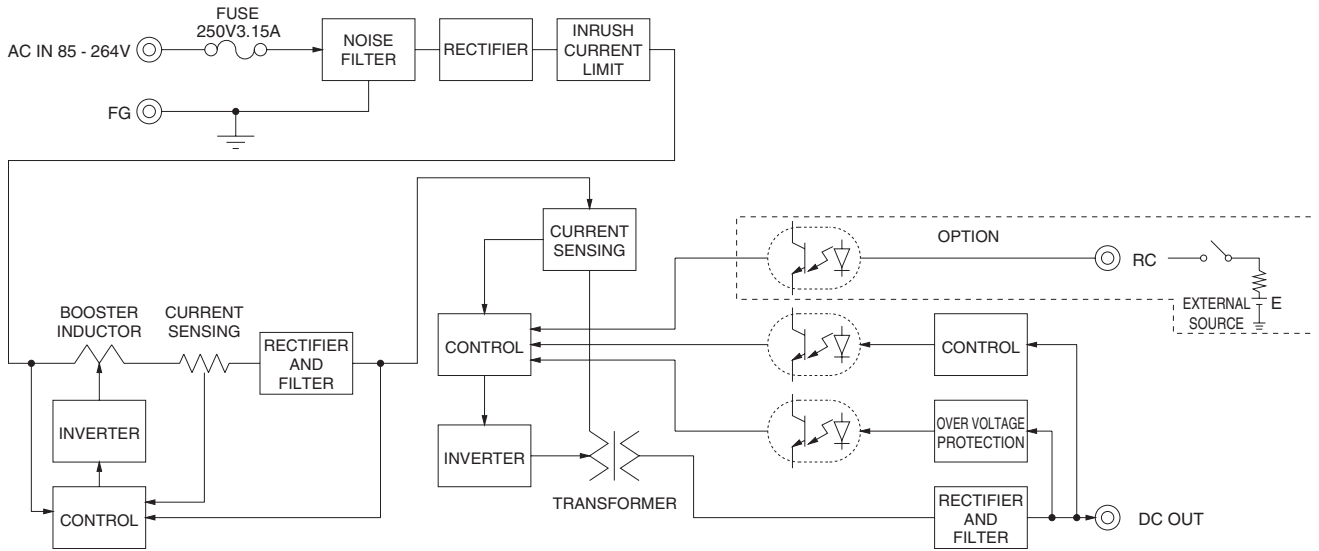 FUSE
250V3.15A
AC IN 85 - 264V
NOISE
FILTER
RECTIFIER
INRUSH
CURRENT
LIMIT
FG
CURRENT
SENSING
OPTION
RC
EXTERNAL
SOURCE
E
BOOSTER
INDUCTOR
CURRENT
SENSING
RECTIFIER
AND
FILTER
CONTROL
CONTROL
INVERTER
INVERTER
OVER VOLTAGE
PROTECTION
TRANSFORMER
CONTROL
RECTIFIER
AND
FILTER
DC OUT